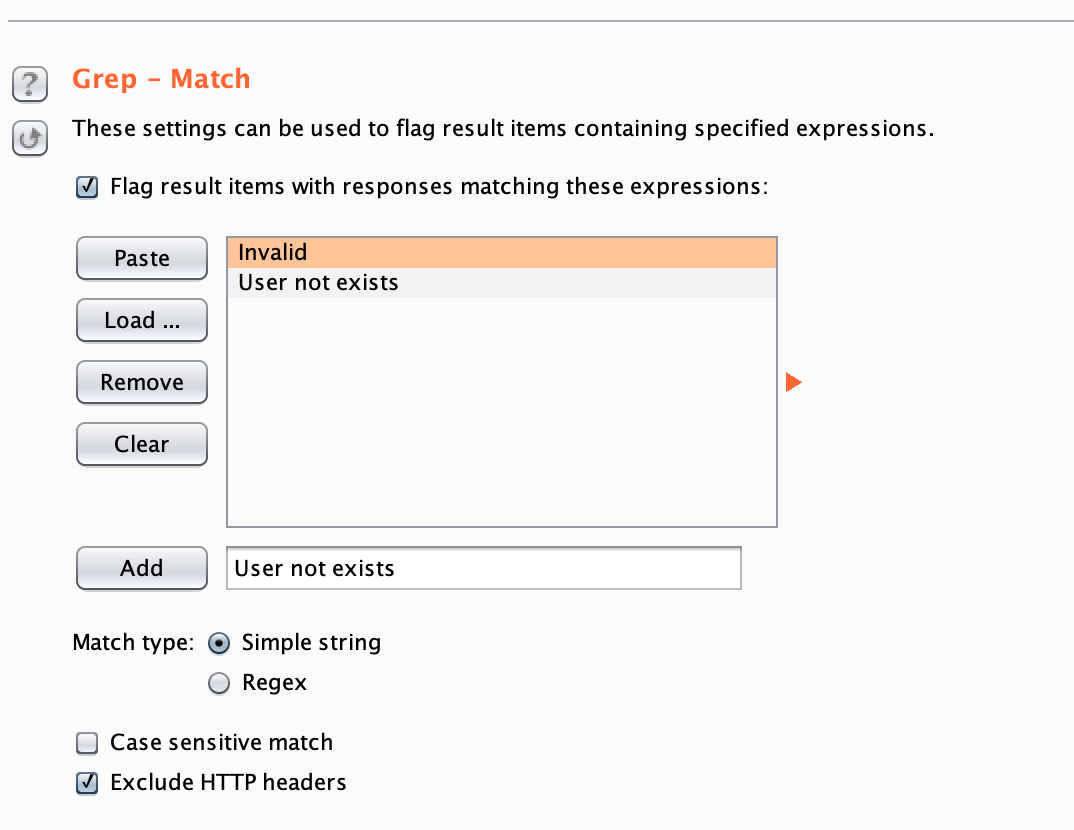 ?
Grep – Match
These settings can be used to flag result items containing specified expressions.
Flag result items with responses matching these expressions:
Paste
Invalid
User not exists
Load ...
Remove
Clear
Add
User not exists
Match type:
Simple string
Regex
Case sensitive match
Exclude HTTP headers